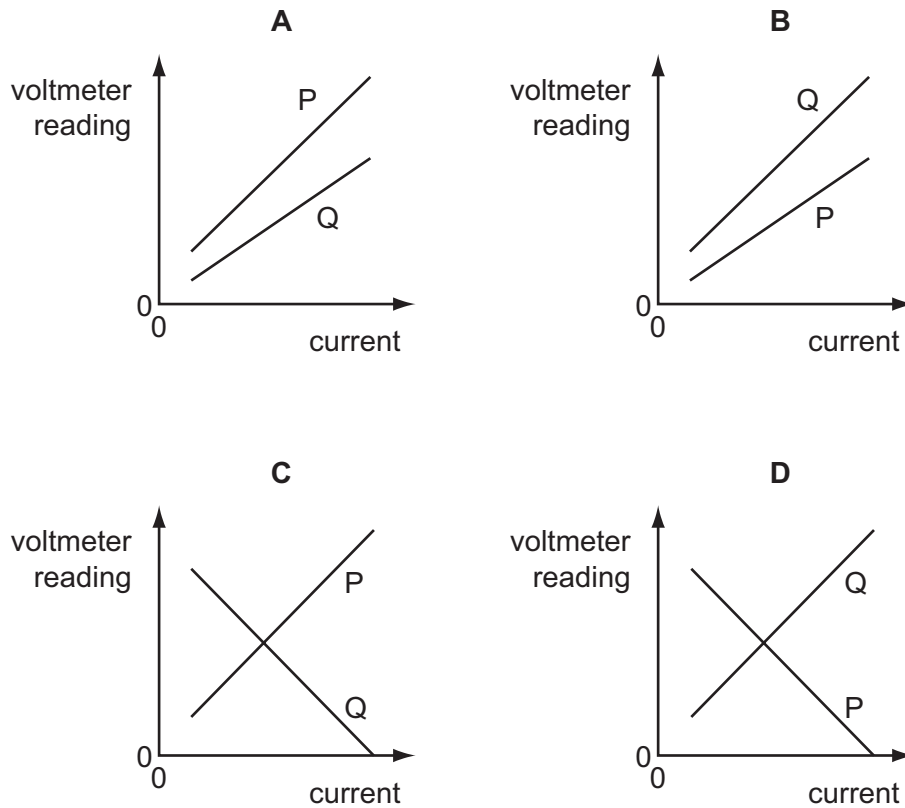 A
voltmeter
reading
P
Q
0
0
current
B
voltmeter
reading
Q
P
0
0
current
C
voltmeter
reading
P
Q
0
0
current
D
voltmeter
reading
Q
P
0
0
current